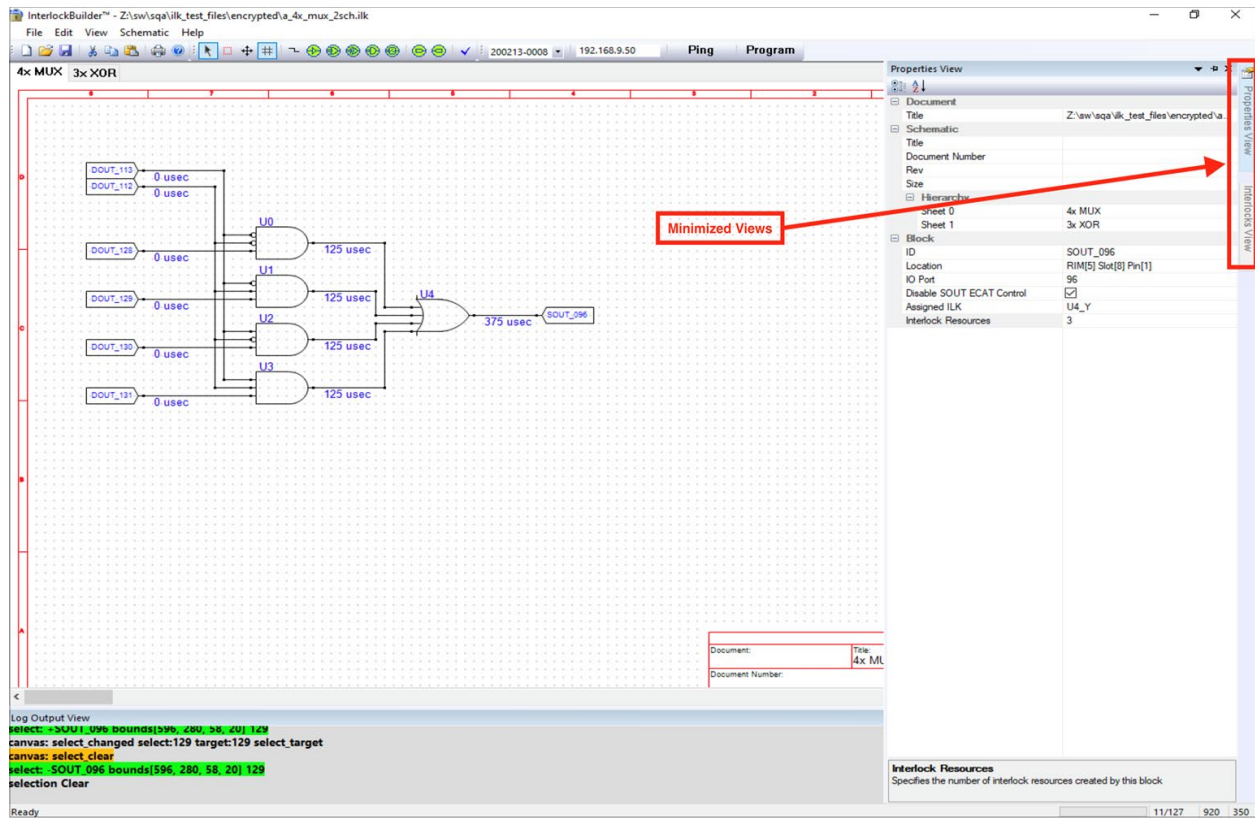 InterlockBuilder™ - Z:\sw\sqa\ilk_test_files\encrypted\a_4x_mux_2sch.ilk
File Edit View Schematic Help
200213-0008 192.168.9.50 Ping Program
4x MUX 3x XOR
Properties View
8 7 6 5 4 3 2
Document
Title Z:\sw\sqa\ilk_test_files\encrypted\a...
Schematic
Title
Document Number
Rev
Size
Hierarchy
Sheet 0 4x MUX
Sheet 1 3x XOR
Block
ID SOUT_096
Location RIM[5] Slot[8] Pin[1]
IO Port 96
Disable SOUT ECAT Control
Assigned ILK U4_Y
Interlock Resources 3
Properties View
Interlocks View
Minimized Views
D
DOUT_113 0 usec
DOUT_112 0 usec
U0
DOUT_128 0 usec 125 usec
U1
DOUT_129 0 usec 125 usec
U4
375 usec SOUT_096
C
U2
DOUT_130 0 usec 125 usec
U3
DOUT_131 0 usec 125 usec
B
A
Document: Title:
4x MU
Document Number:
Log Output View
select: +SOUT_096 bounds[596, 280, 58, 20] 129
canvas: select_changed select:129 target:129 select_target
canvas: select_clear
select: -SOUT_096 bounds[596, 280, 58, 20] 129
selection Clear
Interlock Resources
Specifies the number of interlock resources created by this block
Ready 11/127 920 350